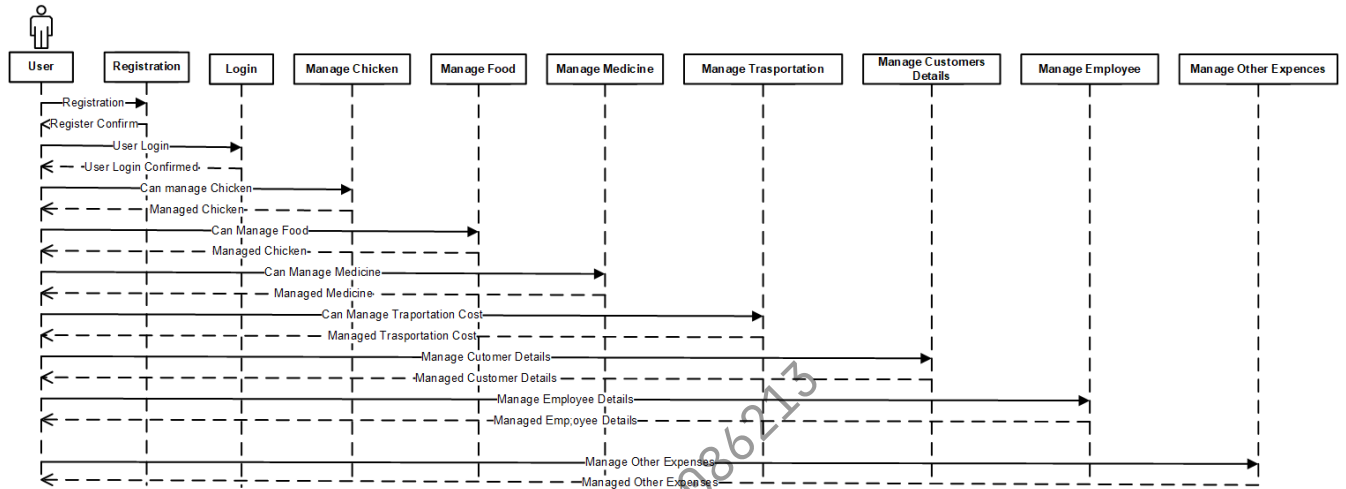 User
Registration
Login
Manage Chicken
Manage Food
Manage Medicine
Manage Trasportation
Manage Customers
Details
Manage Employee
Manage Other Expences
Registration
Register Confirm
User Login
User Login Confirmed
Can manage Chicken
Managed Chicken
Can Manage Food
Managed Chicken
Can Manage Medicine
Managed Medicine
Can Manage Traportation Cost
Managed Trasportation Cost
Manage Cutomer Details
Managed Customer Details
Manage Employee Details
Managed Emp;oyee Details
Manage Other Expenses
Managed Other Expenses